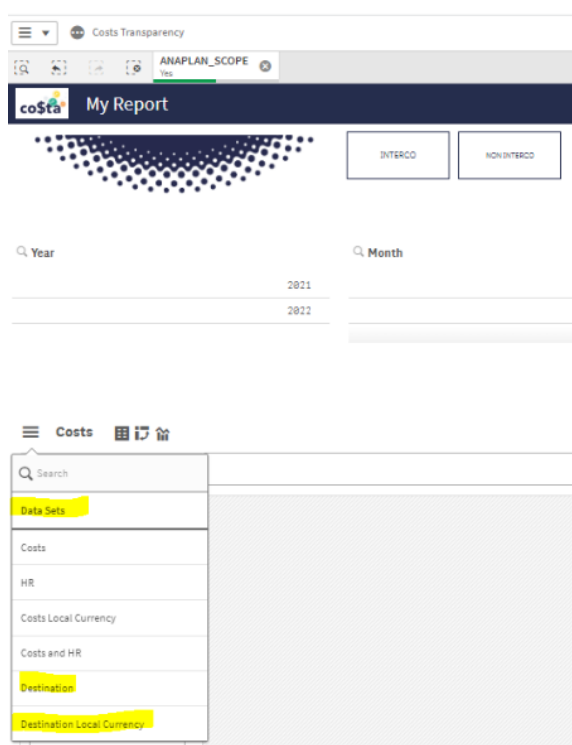 Costs Transparency
ANAPLAN_SCOPE
Yes
co$ta My Report
INTERCO NON INTERCO
Year Month
2021
2022
Costs
Search
Data Sets
Costs
HR
Costs Local Currency
Costs and HR
Destination
Destination Local Currency